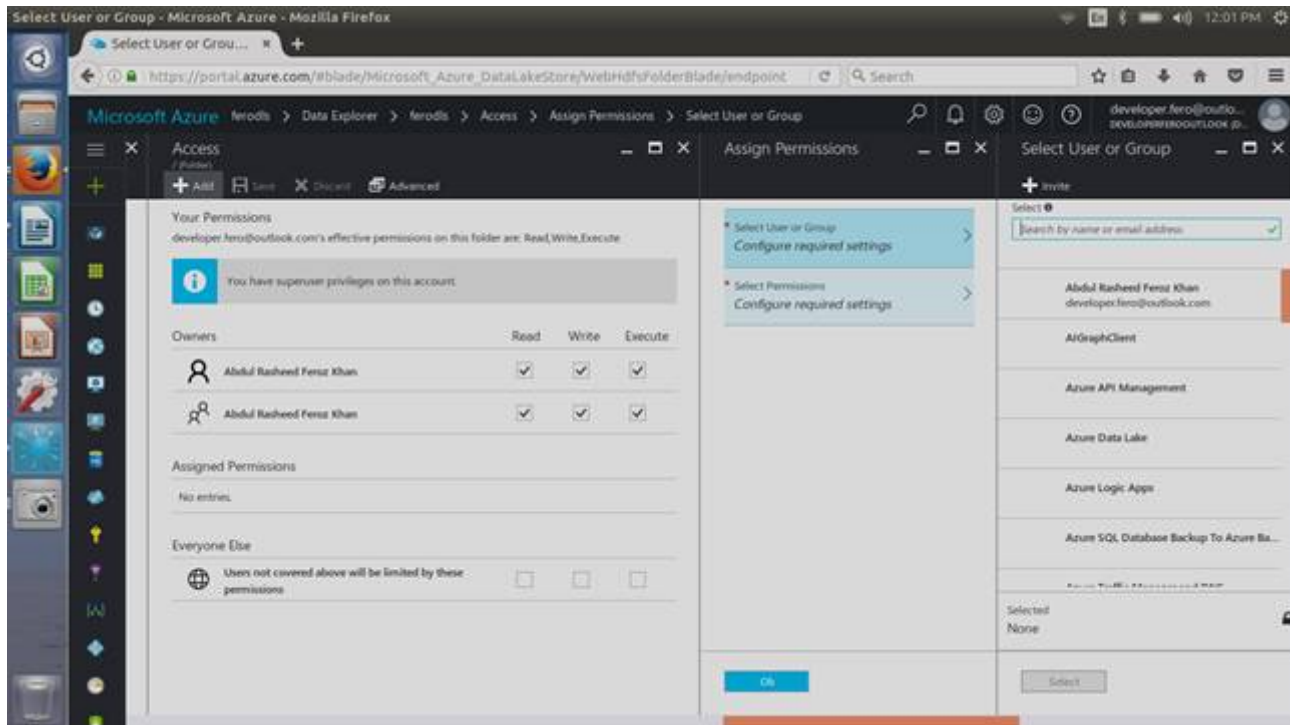 Select User or Group - Microsoft Azure - Mozilla Firefox
En
12:01 PM
Select User or Grou...
https://portal.azure.com/#blade/Microsoft_Azure_DataLakeStore/WebHdfsFolderBlade/endpoint
Search
Microsoft Azure ferodls > Data Explorer > ferodls > Access > Assign Permissions > Select User or Group
developer.fero@outlo...
DEVELOPERFEROOUTLOOK (D...
Access
/ (Folder)
Add Save Discard Advanced
Your Permissions
developer.fero@outlook.com's effective permissions on this folder are: Read,Write,Execute
You have superuser privileges on this account.
Owners Read Write Execute
Abdul Rasheed Feroz Khan
Abdul Rasheed Feroz Khan
Assigned Permissions
No entries.
Everyone Else
Users not covered above will be limited by these
permissions
Assign Permissions
* Select User or Group
Configure required settings
* Select Permissions
Configure required settings
Ok
Select User or Group
Invite
Select
Search by name or email address
Abdul Rasheed Feroz Khan
developer.fero@outlook.com
AIGraphClient
Azure API Management
Azure Data Lake
Azure Logic Apps
Azure SQL Database Backup To Azure Ba...
Selected
None
Select